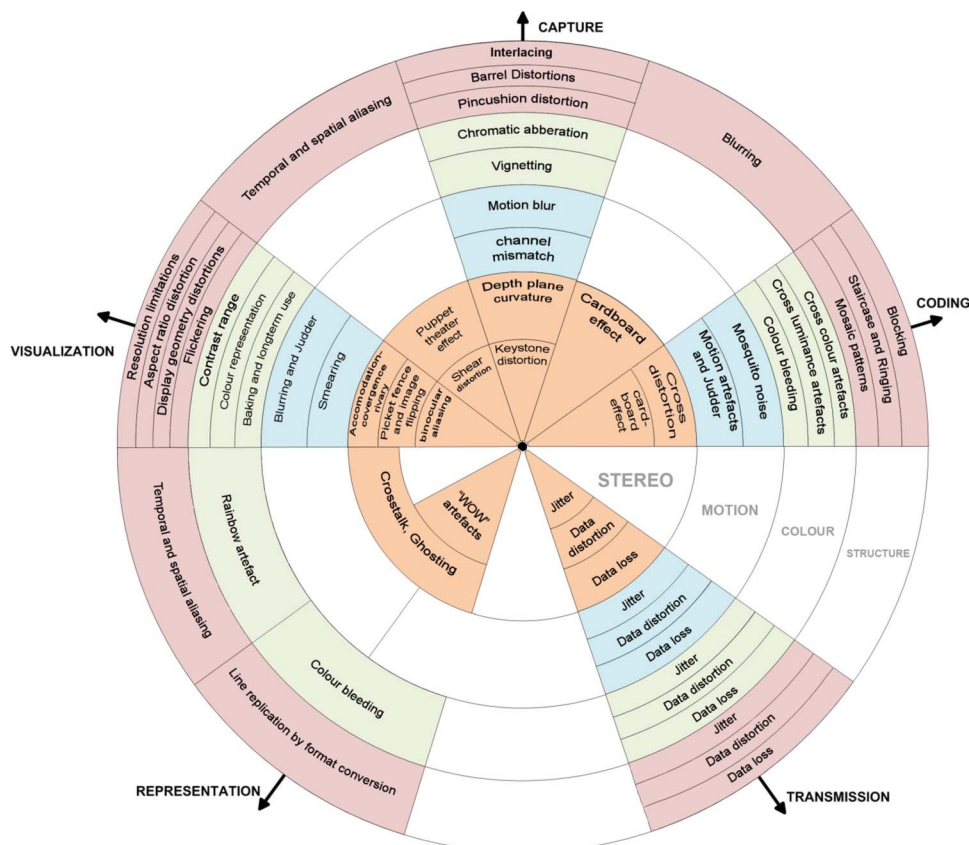 CAPTURE
Interlacing
Barrel Distortions
Pincushion distortion
Chromatic abberation
Vignetting
Motion blur
channel
mismatch
Depth plane
curvature
Keystone
distortion
Temporal and spatial aliasing
Blurring
Cardboard
effect
CODING
Blocking
Staircase and Ringing
Mosaic patterns
Cross colour artefacts
Cross luminance artefacts
Colour bleeding
Mosquito noise
Motion artefacts
and Judder
Cross
distortion
card-
board
effect
VISUALIZATION
Resolution limitations
Aspect ratio distortion
Display geometry distortions
Flickering
Contrast range
Colour representation
Baking and longterm use
Blurring and Judder
Smearing
Puppet
theater
effect
Shear
distortion
Accomodation-
covergence
rivary
Picket fence
and image
flipping
binocular
aliasing
STEREO
MOTION
COLOUR
STRUCTURE
Temporal and spatial aliasing
Rainbow artefact
Crosstalk, Ghosting
"WOW"
artefacts
Colour bleeding
Line replication by format conversion
REPRESENTATION
Jitter
Data
distortion
Data loss
Jitter
Data distortion
Data loss
Jitter
Data distortion
Data loss
Jitter
Data distortion
Data loss
TRANSMISSION